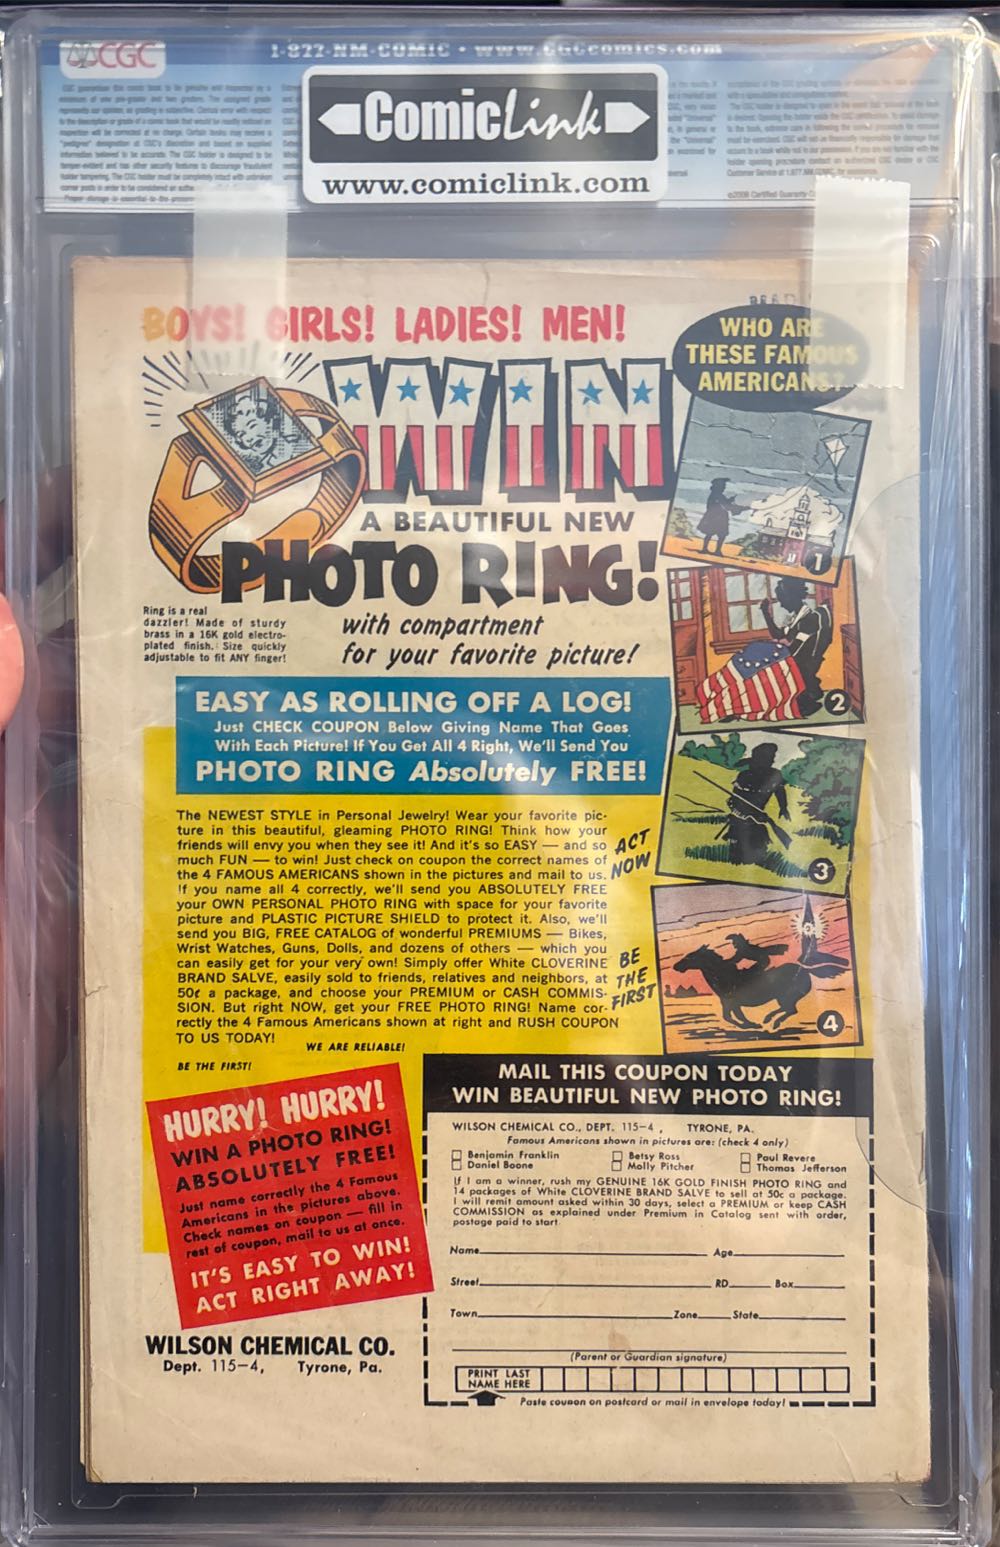 CGC
1-877-NM-COMIC • www.CGCcomics.com
ComicLink
www.comiclink.com
BOYS! GIRLS! LADIES! MEN!
WHO ARE
THESE FAMOUS
AMERICANS?
WIN
A BEAUTIFUL NEW
PHOTO RING!
with compartment
for your favorite picture!
Ring is a real
dazzler! Made of sturdy
brass in a 16K gold electro-
plated finish. Size quickly
adjustable to fit ANY finger!
1
2
3
4
EASY AS ROLLING OFF A LOG!
Just CHECK COUPON Below Giving Name That Goes
With Each Picture! If You Get All 4 Right, We'll Send You
PHOTO RING Absolutely FREE!
The NEWEST STYLE in Personal Jewelry! Wear your favorite pic-
ture in this beautiful, gleaming PHOTO RING! Think how your
friends will envy you when they see it! And it's so EASY — and so
much FUN — to win! Just check on coupon the correct names of
the 4 FAMOUS AMERICANS shown in the pictures and mail to us.
If you name all 4 correctly, we'll send you ABSOLUTELY FREE
your OWN PERSONAL PHOTO RING with space for your favorite
picture and PLASTIC PICTURE SHIELD to protect it. Also, we'll
send you BIG, FREE CATALOG of wonderful PREMIUMS — Bikes,
Wrist Watches, Guns, Dolls, and dozens of others — which you
can easily get for your very own! Simply offer White CLOVERINE
BRAND SALVE, easily sold to friends, relatives and neighbors, at
50¢ a package, and choose your PREMIUM or CASH COMMIS-
SION. But right NOW, get your FREE PHOTO RING! Name cor-
rectly the 4 Famous Americans shown at right and RUSH COUPON
TO US TODAY!
ACT
NOW
BE
THE
FIRST
WE ARE RELIABLE!
BE THE FIRST!
HURRY! HURRY!
WIN A PHOTO RING!
ABSOLUTELY FREE!
Just name correctly the 4 Famous
Americans in the Pictures above.
Check names on coupon — fill in
rest of coupon, mail to us at once.
IT'S EASY TO WIN!
ACT RIGHT AWAY!
WILSON CHEMICAL CO.
Dept. 115-4, Tyrone, Pa.
MAIL THIS COUPON TODAY
WIN BEAUTIFUL NEW PHOTO RING!
WILSON CHEMICAL CO., DEPT. 115-4, TYRONE, PA.
Famous Americans shown in pictures are: (check 4 only)
Benjamin Franklin Betsy Ross Paul Revere
Daniel Boone Molly Pitcher Thomas Jefferson
If I am a winner, rush my GENUINE 16K GOLD FINISH PHOTO RING and
14 packages of White CLOVERINE BRAND SALVE to sell at 50c a package.
I will remit amount asked within 30 days, select a PREMIUM or keep CASH
COMMISSION as explained under Premium in Catalog sent with order,
postage paid to start.
Name Age
Street RD Box
Town Zone State
(Parent or Guardian signature)
PRINT LAST
NAME HERE
Paste coupon on postcard or mail in envelope today!